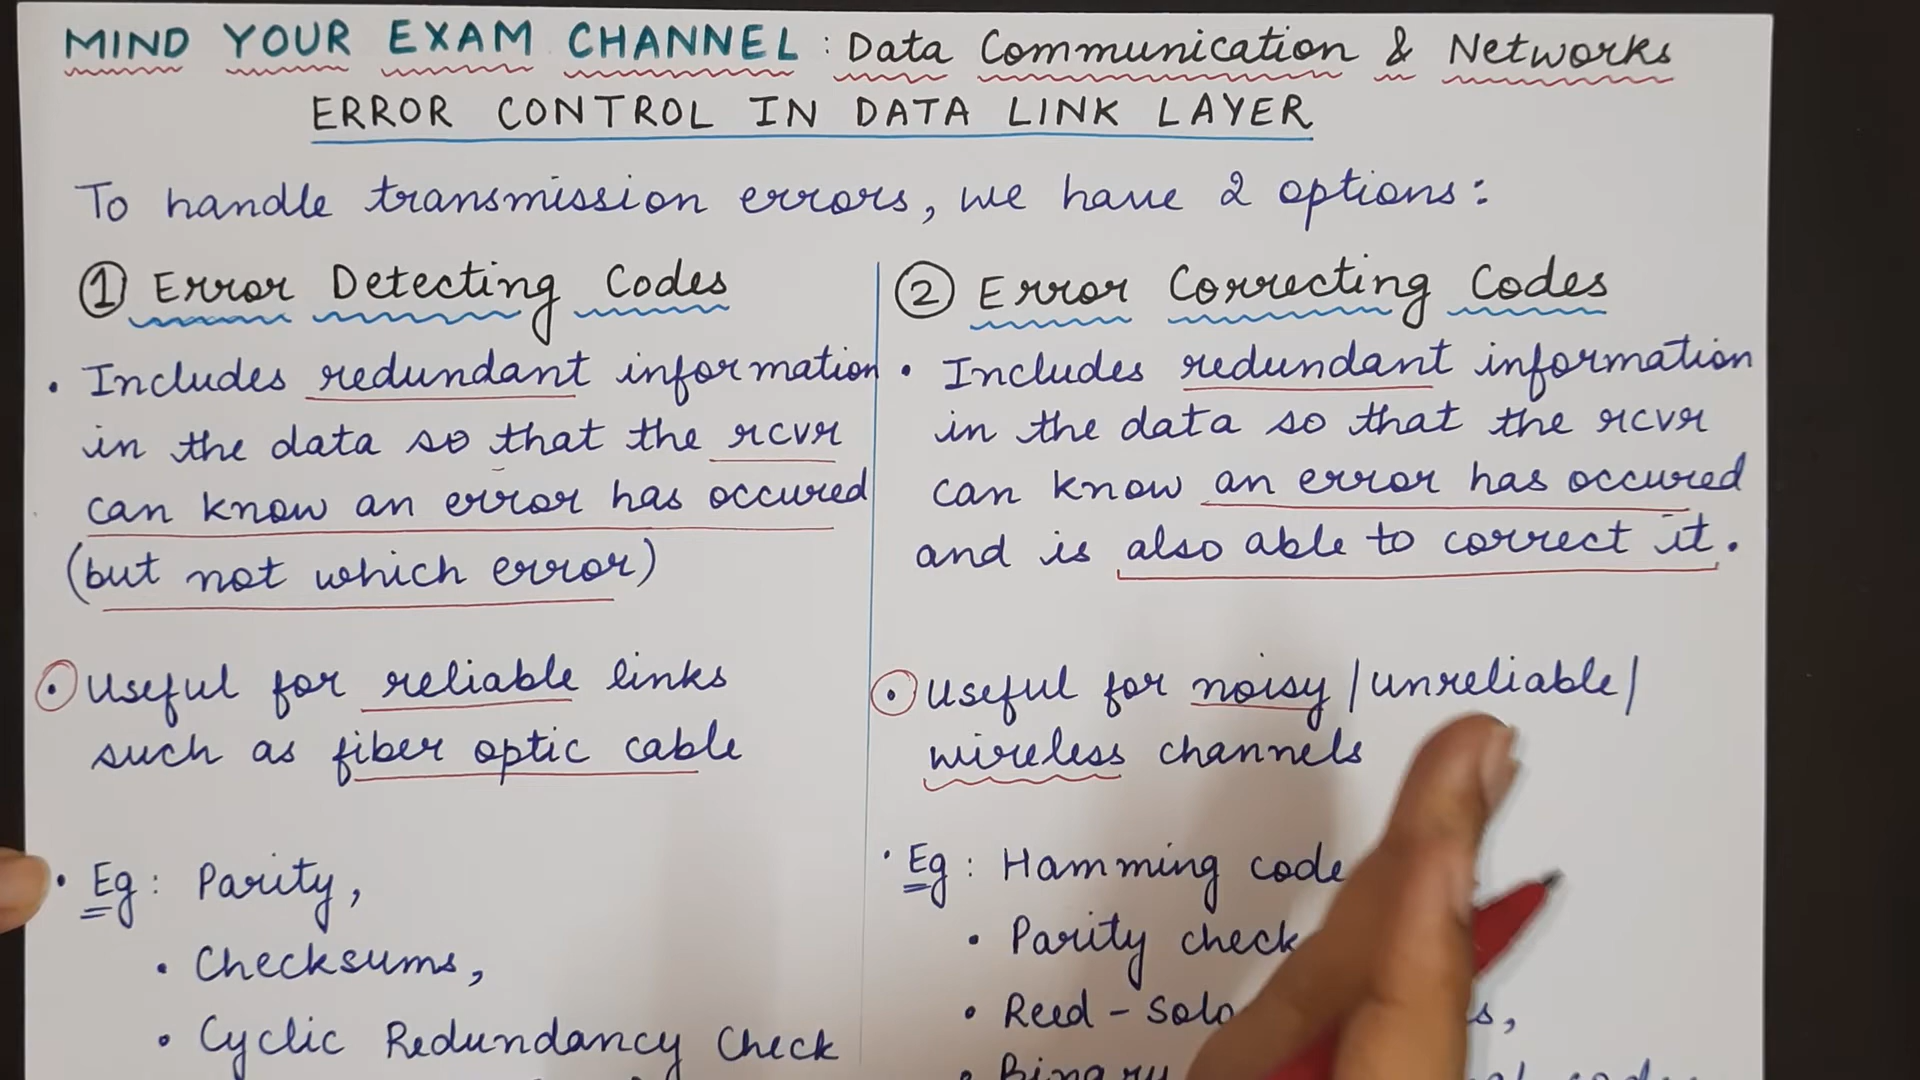 MIND YOUR EXAM CHANNEL : Data Communication & Networks
ERROR CONTROL IN DATA LINK LAYER
To handle transmission errors, we have 2 options:
① Error Detecting Codes
• Includes redundant information
in the data so that the rcvr
can know an error has occured
(but not which error)
• Useful for reliable links
such as fiber optic cable
• Eg: Parity,
• Checksums,
• Cyclic Redundancy Check
② Error Correcting Codes
• Includes redundant information
in the data so that the rcvr
can know an error has occured
and is also able to correct it.
• Useful for noisy/unreliable/
wireless channels
• Eg: Hamming code
• Parity check
• Reed-
• Binary